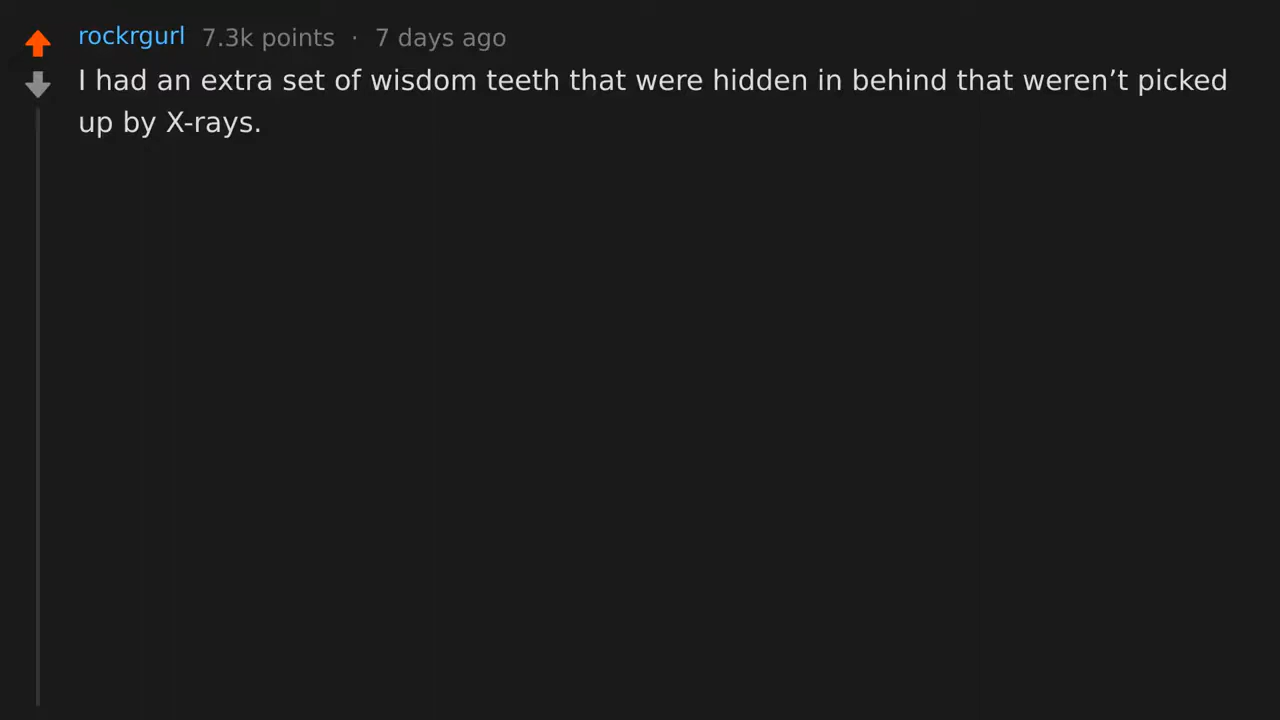 rockrgurl 7.3k points · 7 days ago
I had an extra set of wisdom teeth that were hidden in behind that weren’t picked
up by X-rays.